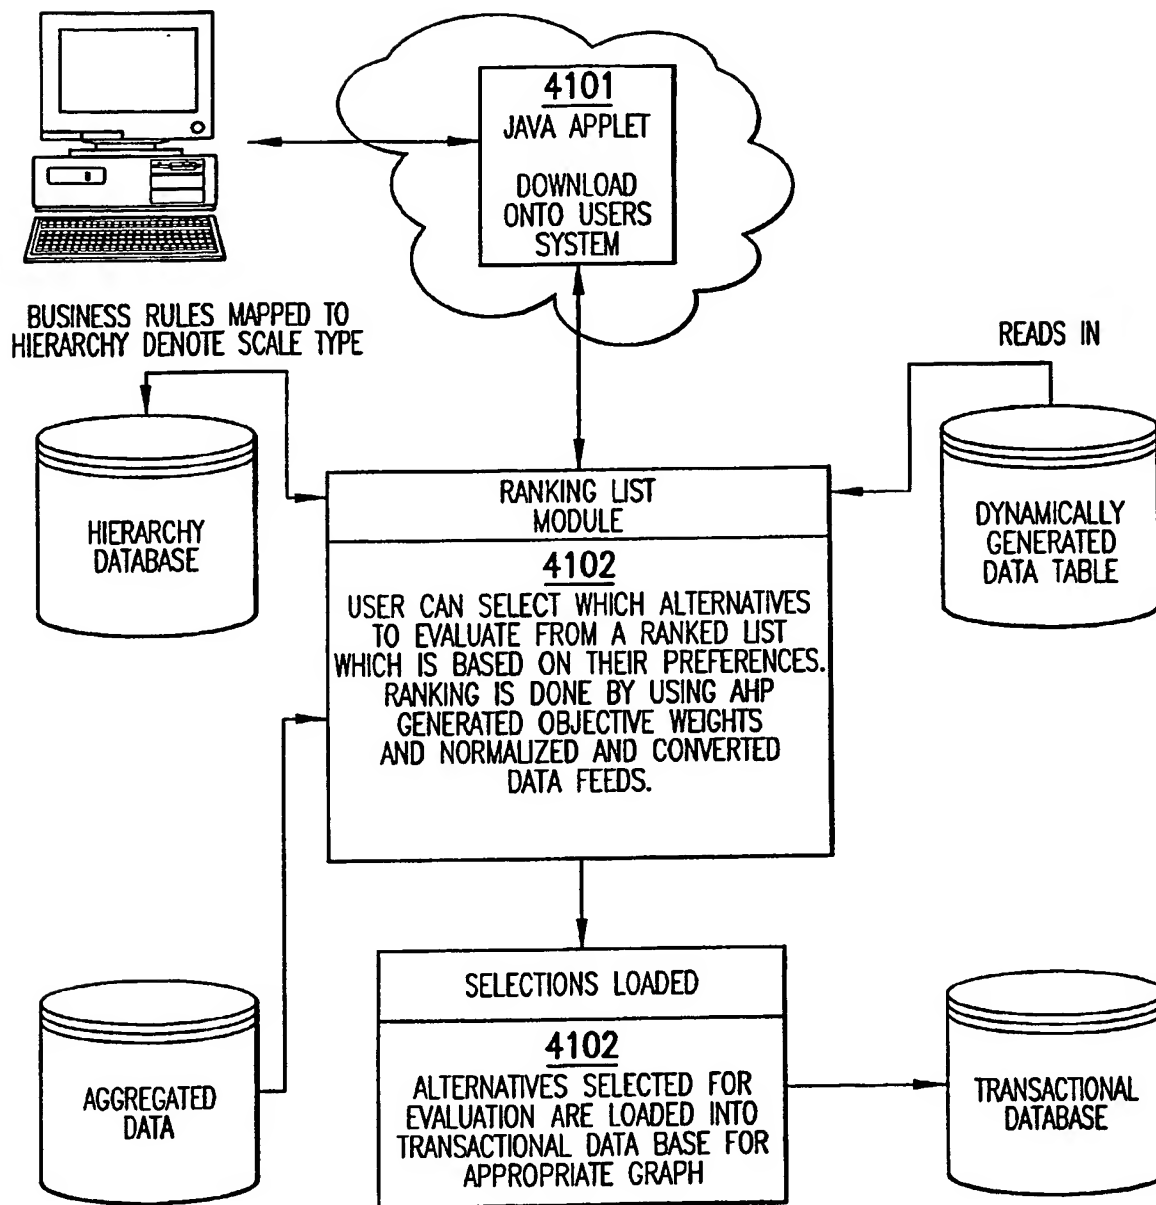 4101
JAVA APPLET
DOWNLOAD
ONTO USERS
SYSTEM
BUSINESS RULES MAPPED TO
HIERARCHY DENOTE SCALE TYPE
READS IN
HIERARCHY
DATABASE
RANKING LIST
MODULE
4102
USER CAN SELECT WHICH ALTERNATIVES
TO EVALUATE FROM A RANKED LIST
WHICH IS BASED ON THEIR PREFERENCES.
RANKING IS DONE BY USING AHP
GENERATED OBJECTIVE WEIGHTS
AND NORMALIZED AND CONVERTED
DATA FEEDS.
DYNAMICALLY
GENERATED
DATA TABLE
AGGREGATED
DATA
SELECTIONS LOADED
4102
ALTERNATIVES SELECTED FOR
EVALUATION ARE LOADED INTO
TRANSACTIONAL DATA BASE FOR
APPROPRIATE GRAPH
TRANSACTIONAL
DATABASE